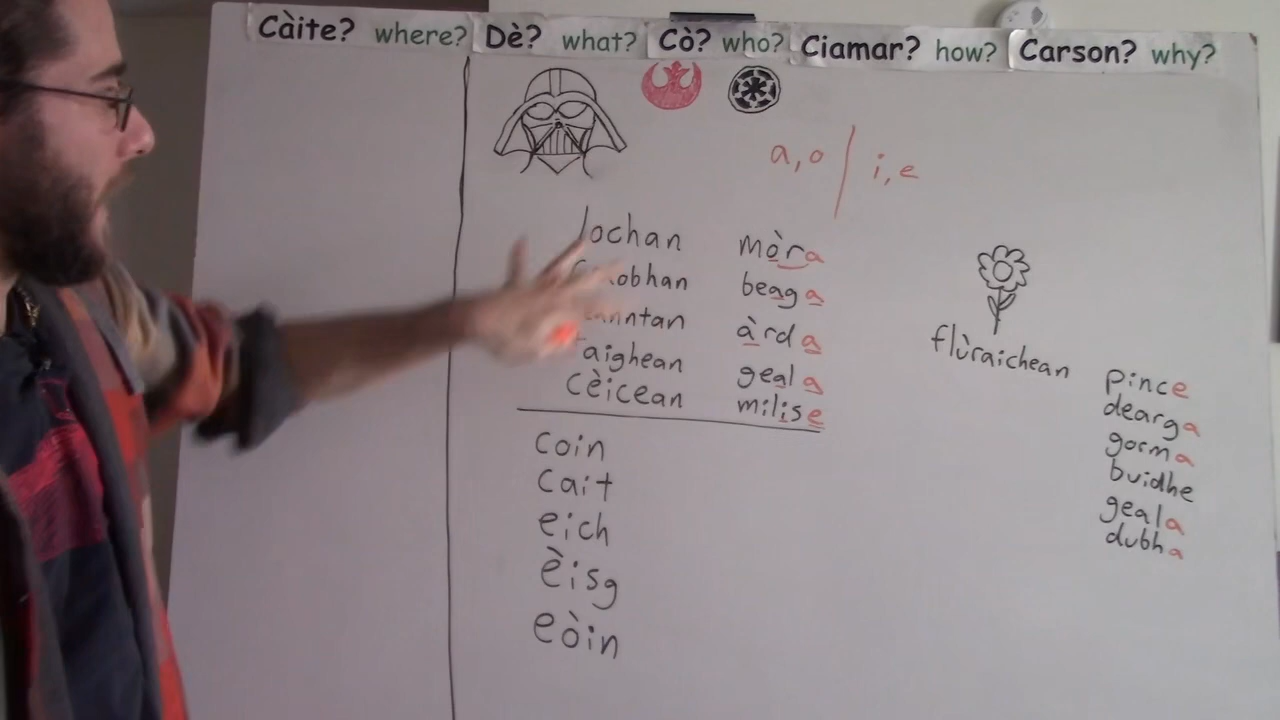 Càite? where? Dè? what? Cò? who? Ciamar? how? Carson? why?
a, o / i, e
lochan mòra
beaga
àrda
taighean geala
cèicean milise
coin
cait
eich
èisg
eòin
flùraichean
pince
dearga
gorma
buidhe
geala
dubha